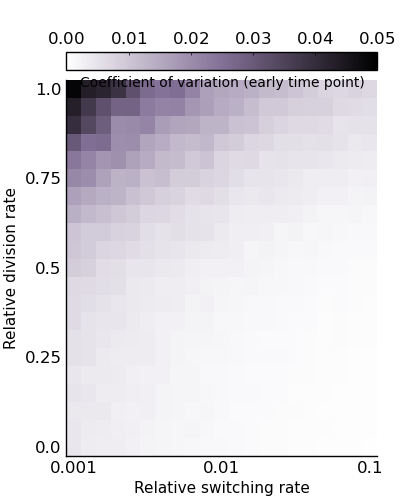 0.00 0.01 0.02 0.03 0.04 0.05
Coefficient of variation (early time point)
1.0
0.75
0.5
0.25
0.0
Relative division rate
0.001 0.01 0.1
Relative switching rate